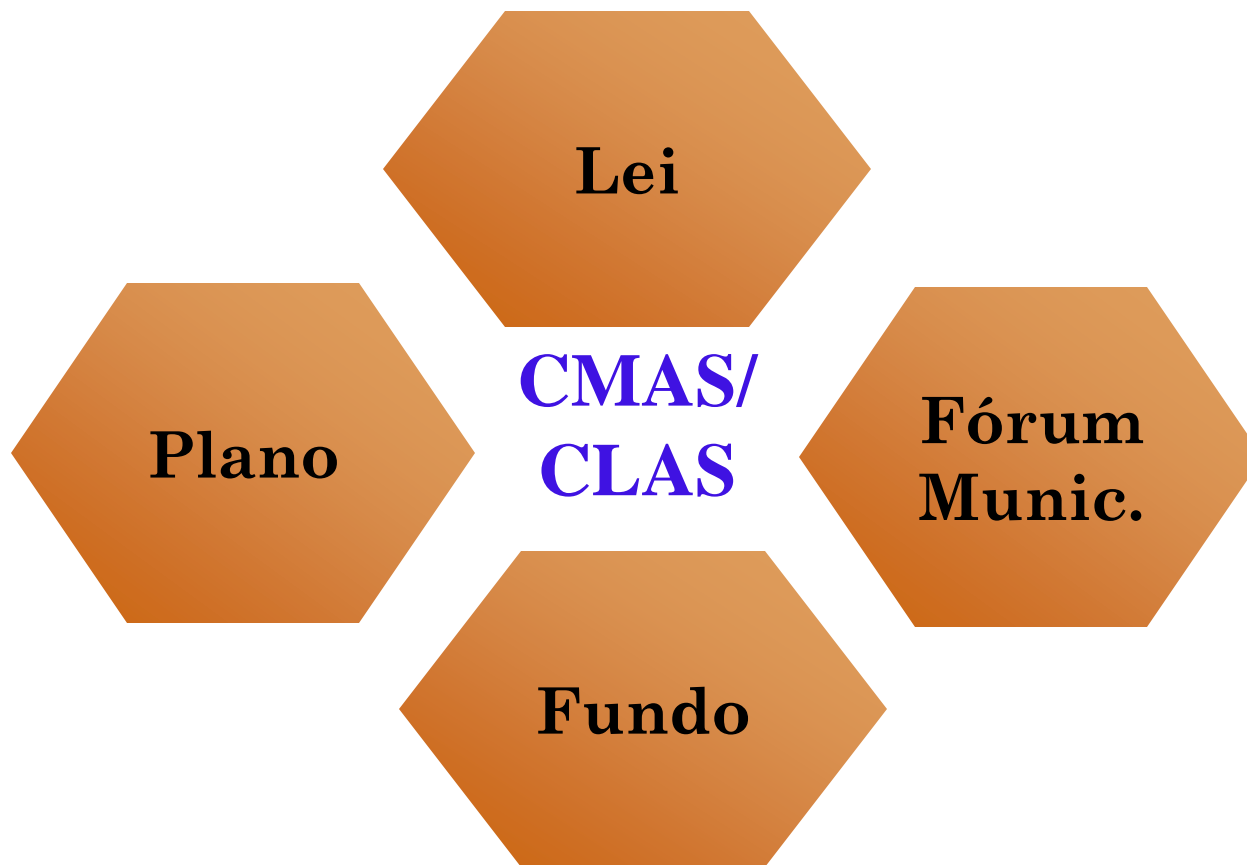 Lei
CMAS/
CLAS
Plano
Fórum
Munic.
Fundo